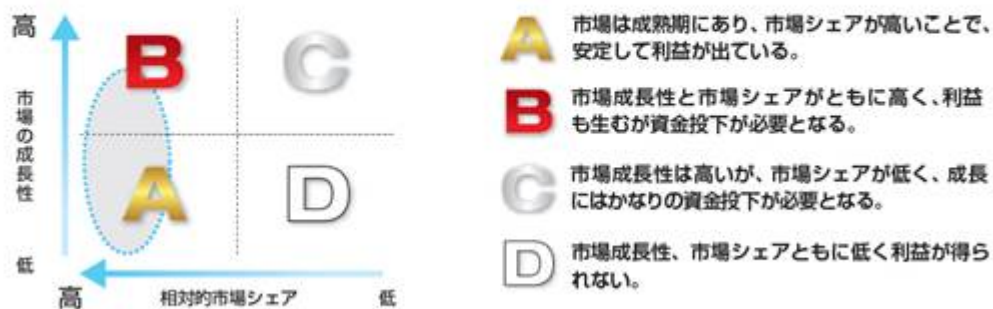 高
市場の成長性
低
B
C
A
D
高
相対的市場シェア
低
A
市場は成熟期にあり、市場シェアが高いことで、
安定して利益が出ている。
B
市場成長性と市場シェアがともに高く、利益
も生むが資金投下が必要となる。
C
市場成長性は高いが、市場シェアが低く、成長
にはかなりの資金投下が必要となる。
D
市場成長性、市場シェアともに低く利益が得ら
れない。